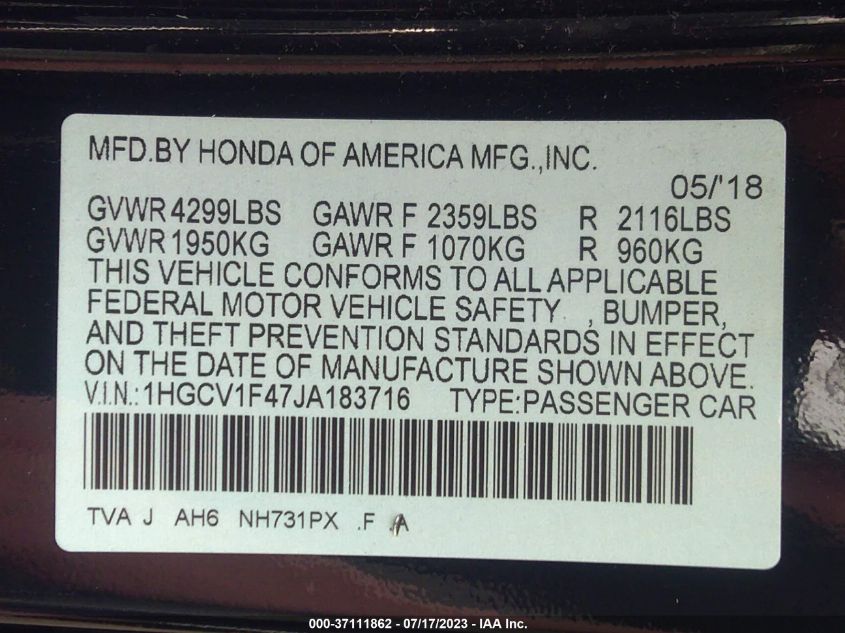 MFD.BY HONDA OF AMERICA MFG.,INC.
05/'18
GVWR 4299LBS GAWR F 2359LBS R 2116LBS
GVWR 1950KG GAWR F 1070KG R 960KG
THIS VEHICLE CONFORMS TO ALL APPLICABLE
FEDERAL MOTOR VEHICLE SAFETY , BUMPER,
AND THEFT PREVENTION STANDARDS IN EFFECT
ON THE DATE OF MANUFACTURE SHOWN ABOVE.
V.I.N.:1HGCV1F47JA183716 TYPE:PASSENGER CAR
TVA J AH6 NH731PX .F A
000-37111862 - 07/17/2023 - IAA Inc.